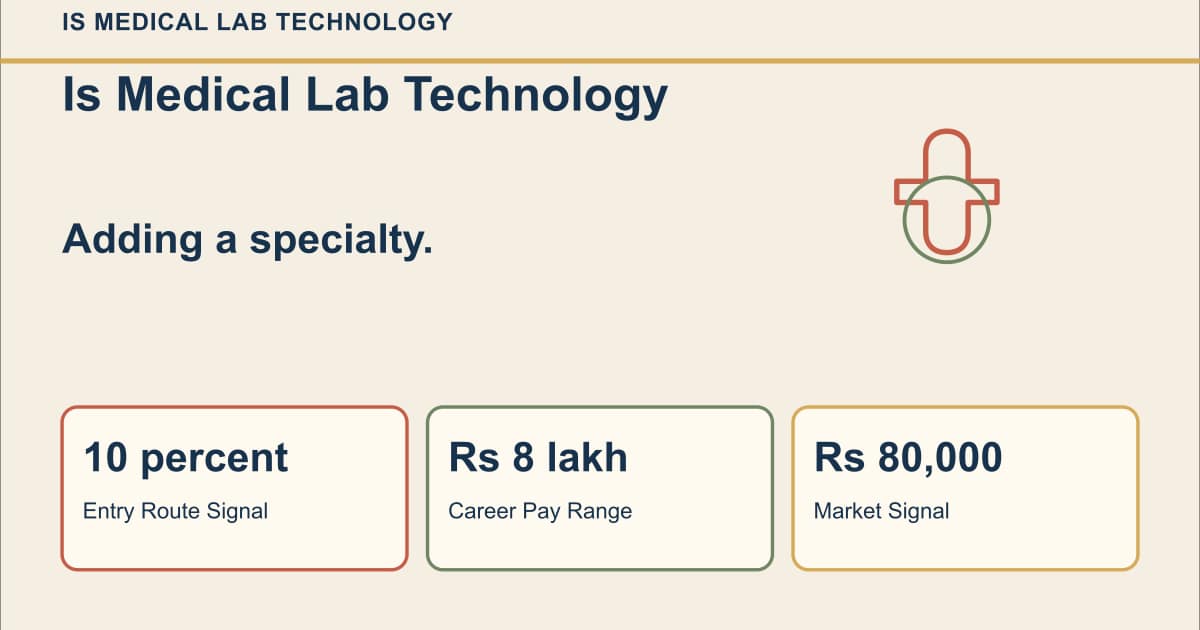 IS MEDICAL LAB TECHNOLOGY
Is Medical Lab Technology
Adding a specialty.
10 percent
Entry Route Signal
Rs 8 lakh
Career Pay Range
Rs 80,000
Market Signal